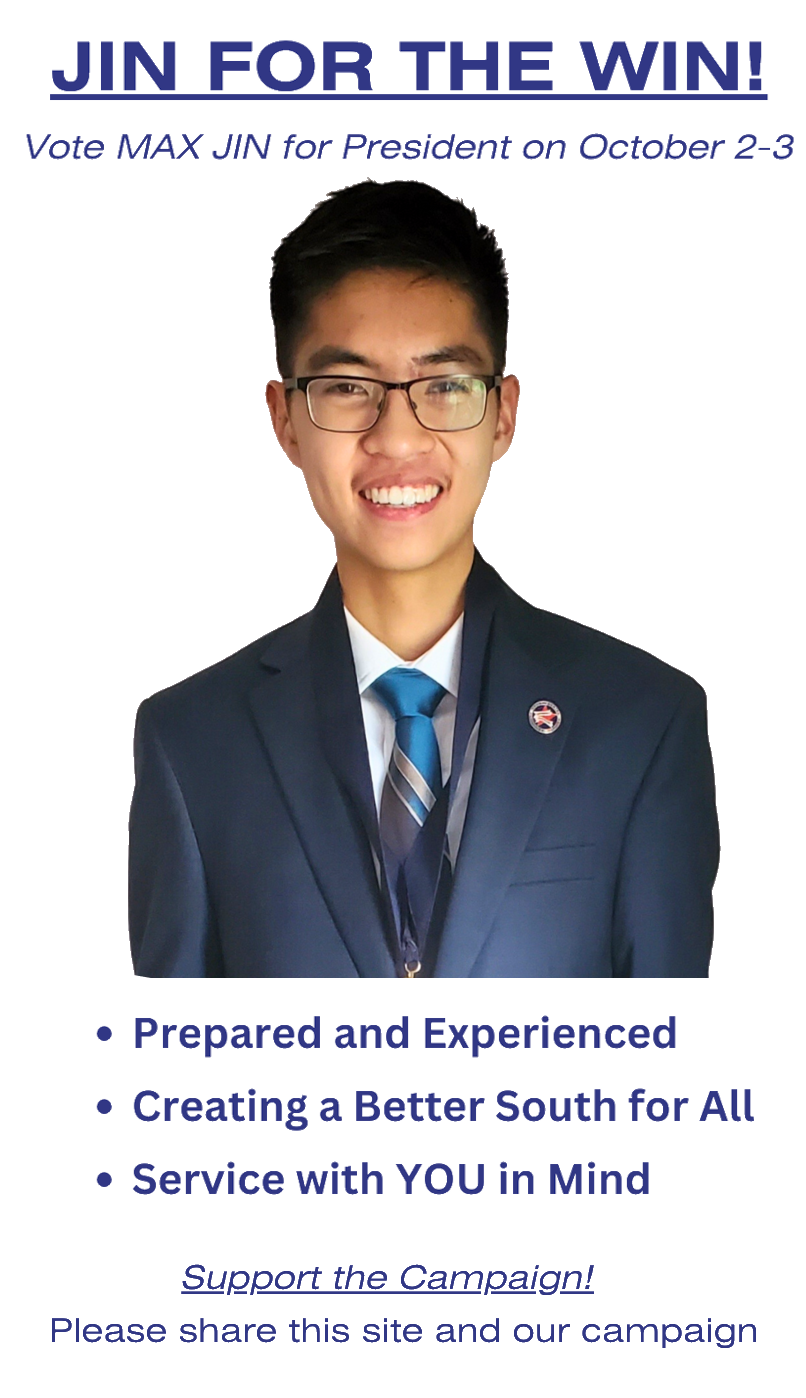 JIN FOR THE WIN!
Vote MAX JIN for President on October 2-3
• Prepared and Experienced
• Creating a Better South for All
• Service with YOU in Mind
Support the Campaign!
Please share this site and our campaign